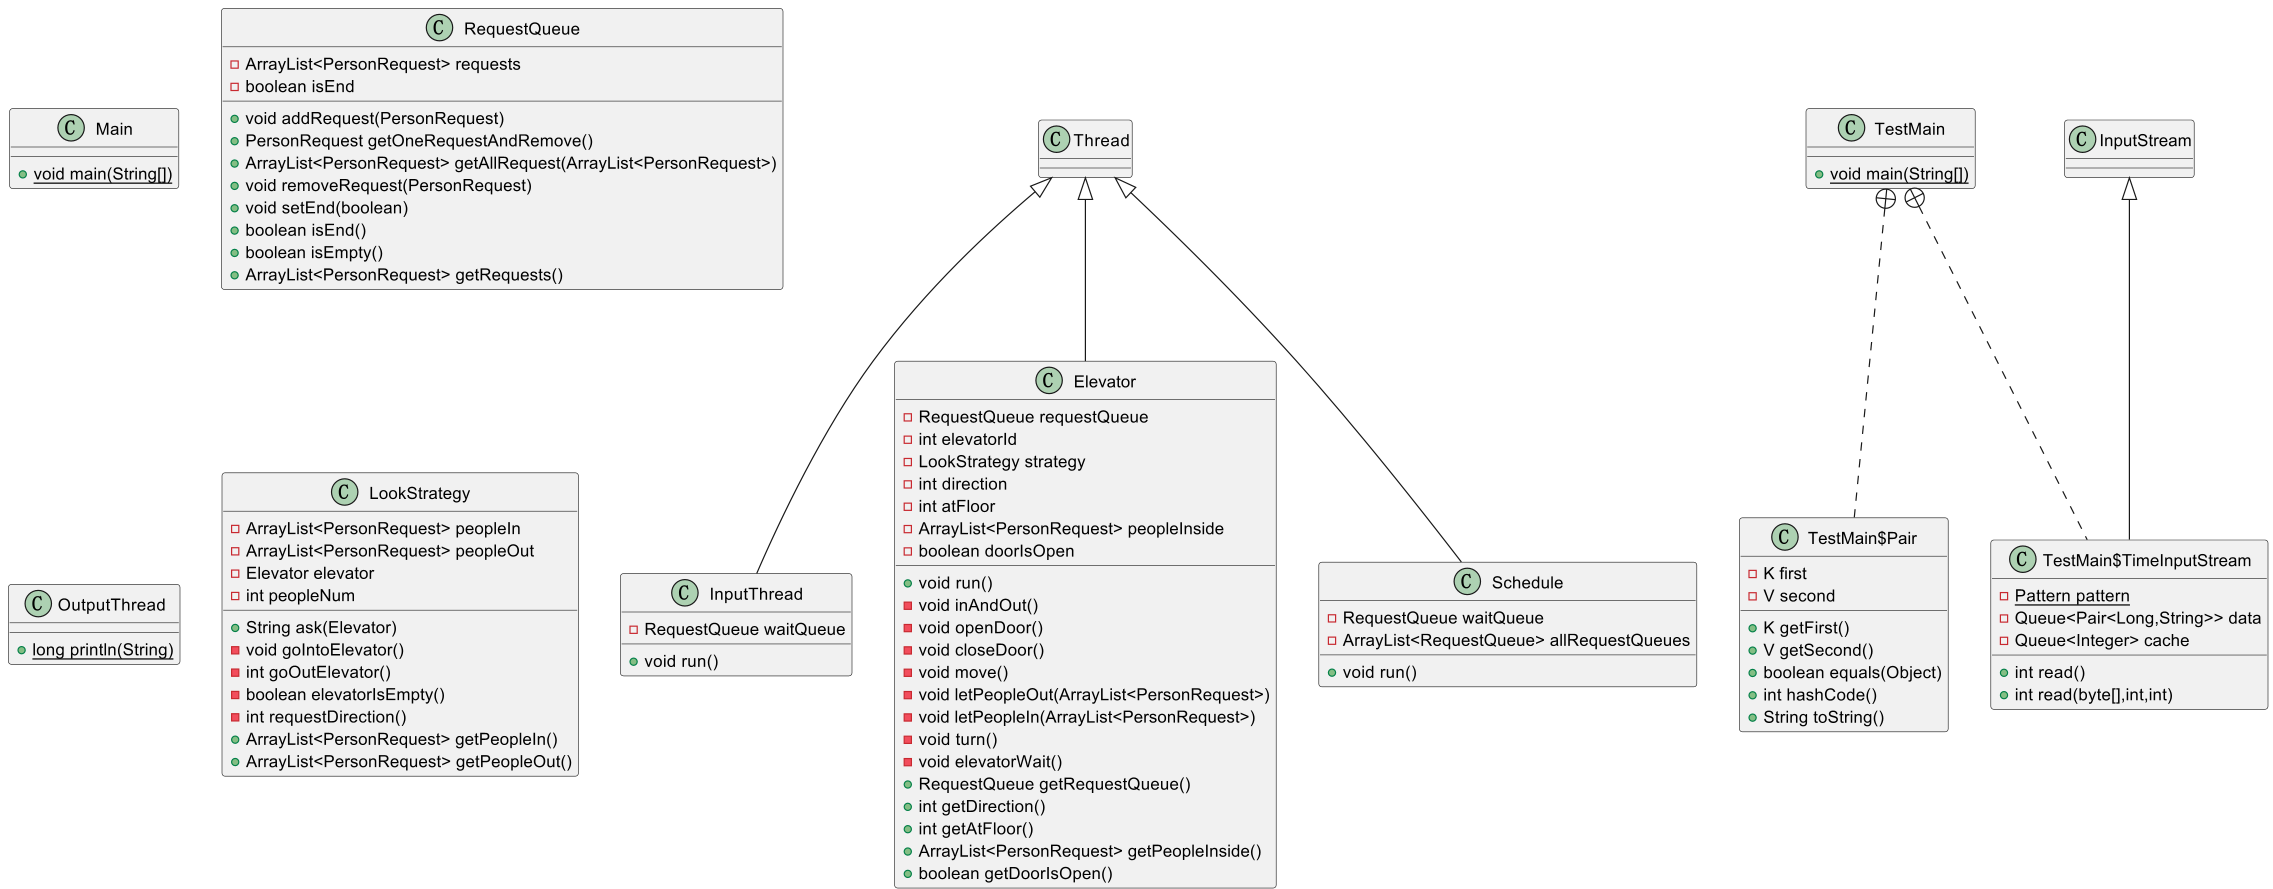 Main
void main(String[])
RequestQueue
ArrayList<PersonRequest> requests
boolean isEnd
void addRequest(PersonRequest)
PersonRequest getOneRequestAndRemove()
ArrayList<PersonRequest> getAllRequest(ArrayList<PersonRequest>)
void removeRequest(PersonRequest)
void setEnd(boolean)
boolean isEnd()
boolean isEmpty()
ArrayList<PersonRequest> getRequests()
Thread
TestMain
void main(String[])
InputStream
OutputThread
long println(String)
LookStrategy
ArrayList<PersonRequest> peopleIn
ArrayList<PersonRequest> peopleOut
Elevator elevator
int peopleNum
String ask(Elevator)
void goIntoElevator()
int goOutElevator()
boolean elevatorIsEmpty()
int requestDirection()
ArrayList<PersonRequest> getPeopleIn()
ArrayList<PersonRequest> getPeopleOut()
InputThread
RequestQueue waitQueue
void run()
Elevator
RequestQueue requestQueue
int elevatorId
LookStrategy strategy
int direction
int atFloor
ArrayList<PersonRequest> peopleInside
boolean doorIsOpen
void run()
void inAndOut()
void openDoor()
void closeDoor()
void move()
void letPeopleOut(ArrayList<PersonRequest>)
void letPeopleIn(ArrayList<PersonRequest>)
void turn()
void elevatorWait()
RequestQueue getRequestQueue()
int getDirection()
int getAtFloor()
ArrayList<PersonRequest> getPeopleInside()
boolean getDoorIsOpen()
Schedule
RequestQueue waitQueue
ArrayList<RequestQueue> allRequestQueues
void run()
TestMain$Pair
K first
V second
K getFirst()
V getSecond()
boolean equals(Object)
int hashCode()
String toString()
TestMain$TimeInputStream
Pattern pattern
Queue<Pair<Long,String>> data
Queue<Integer> cache
int read()
int read(byte[],int,int)